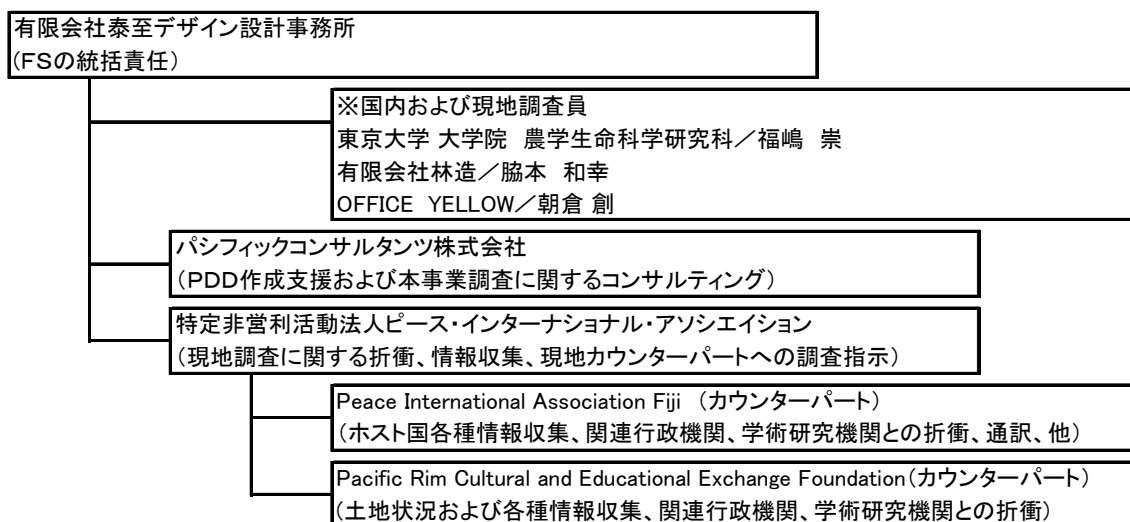 有限会社泰至デザイン設計事務所
(FSの統括責任)
※国内および現地調査員
東京大学 大学院 農学生命科学研究科/福嶋 崇
有限会社林造/脇本 和幸
OFFICE YELLOW/朝倉 創
パシフィックコンサルタンツ株式会社
(PDD作成支援および本事業調査に関するコンサルティング)
特定非営利活動法人ピース・インターナショナル・アソシエイション
(現地調査に関する折衝、情報収集、現地カウンターパートへの調査指示)
Peace International Association Fiji (カウンターパート)
(ホスト国各種情報収集、関連行政機関、学術研究機関との折衝、通訳、他)
Pacific Rim Cultural and Educational Exchange Foundation(カウンターパート)
(土地状況および各種情報収集、関連行政機関、学術研究機関との折衝)